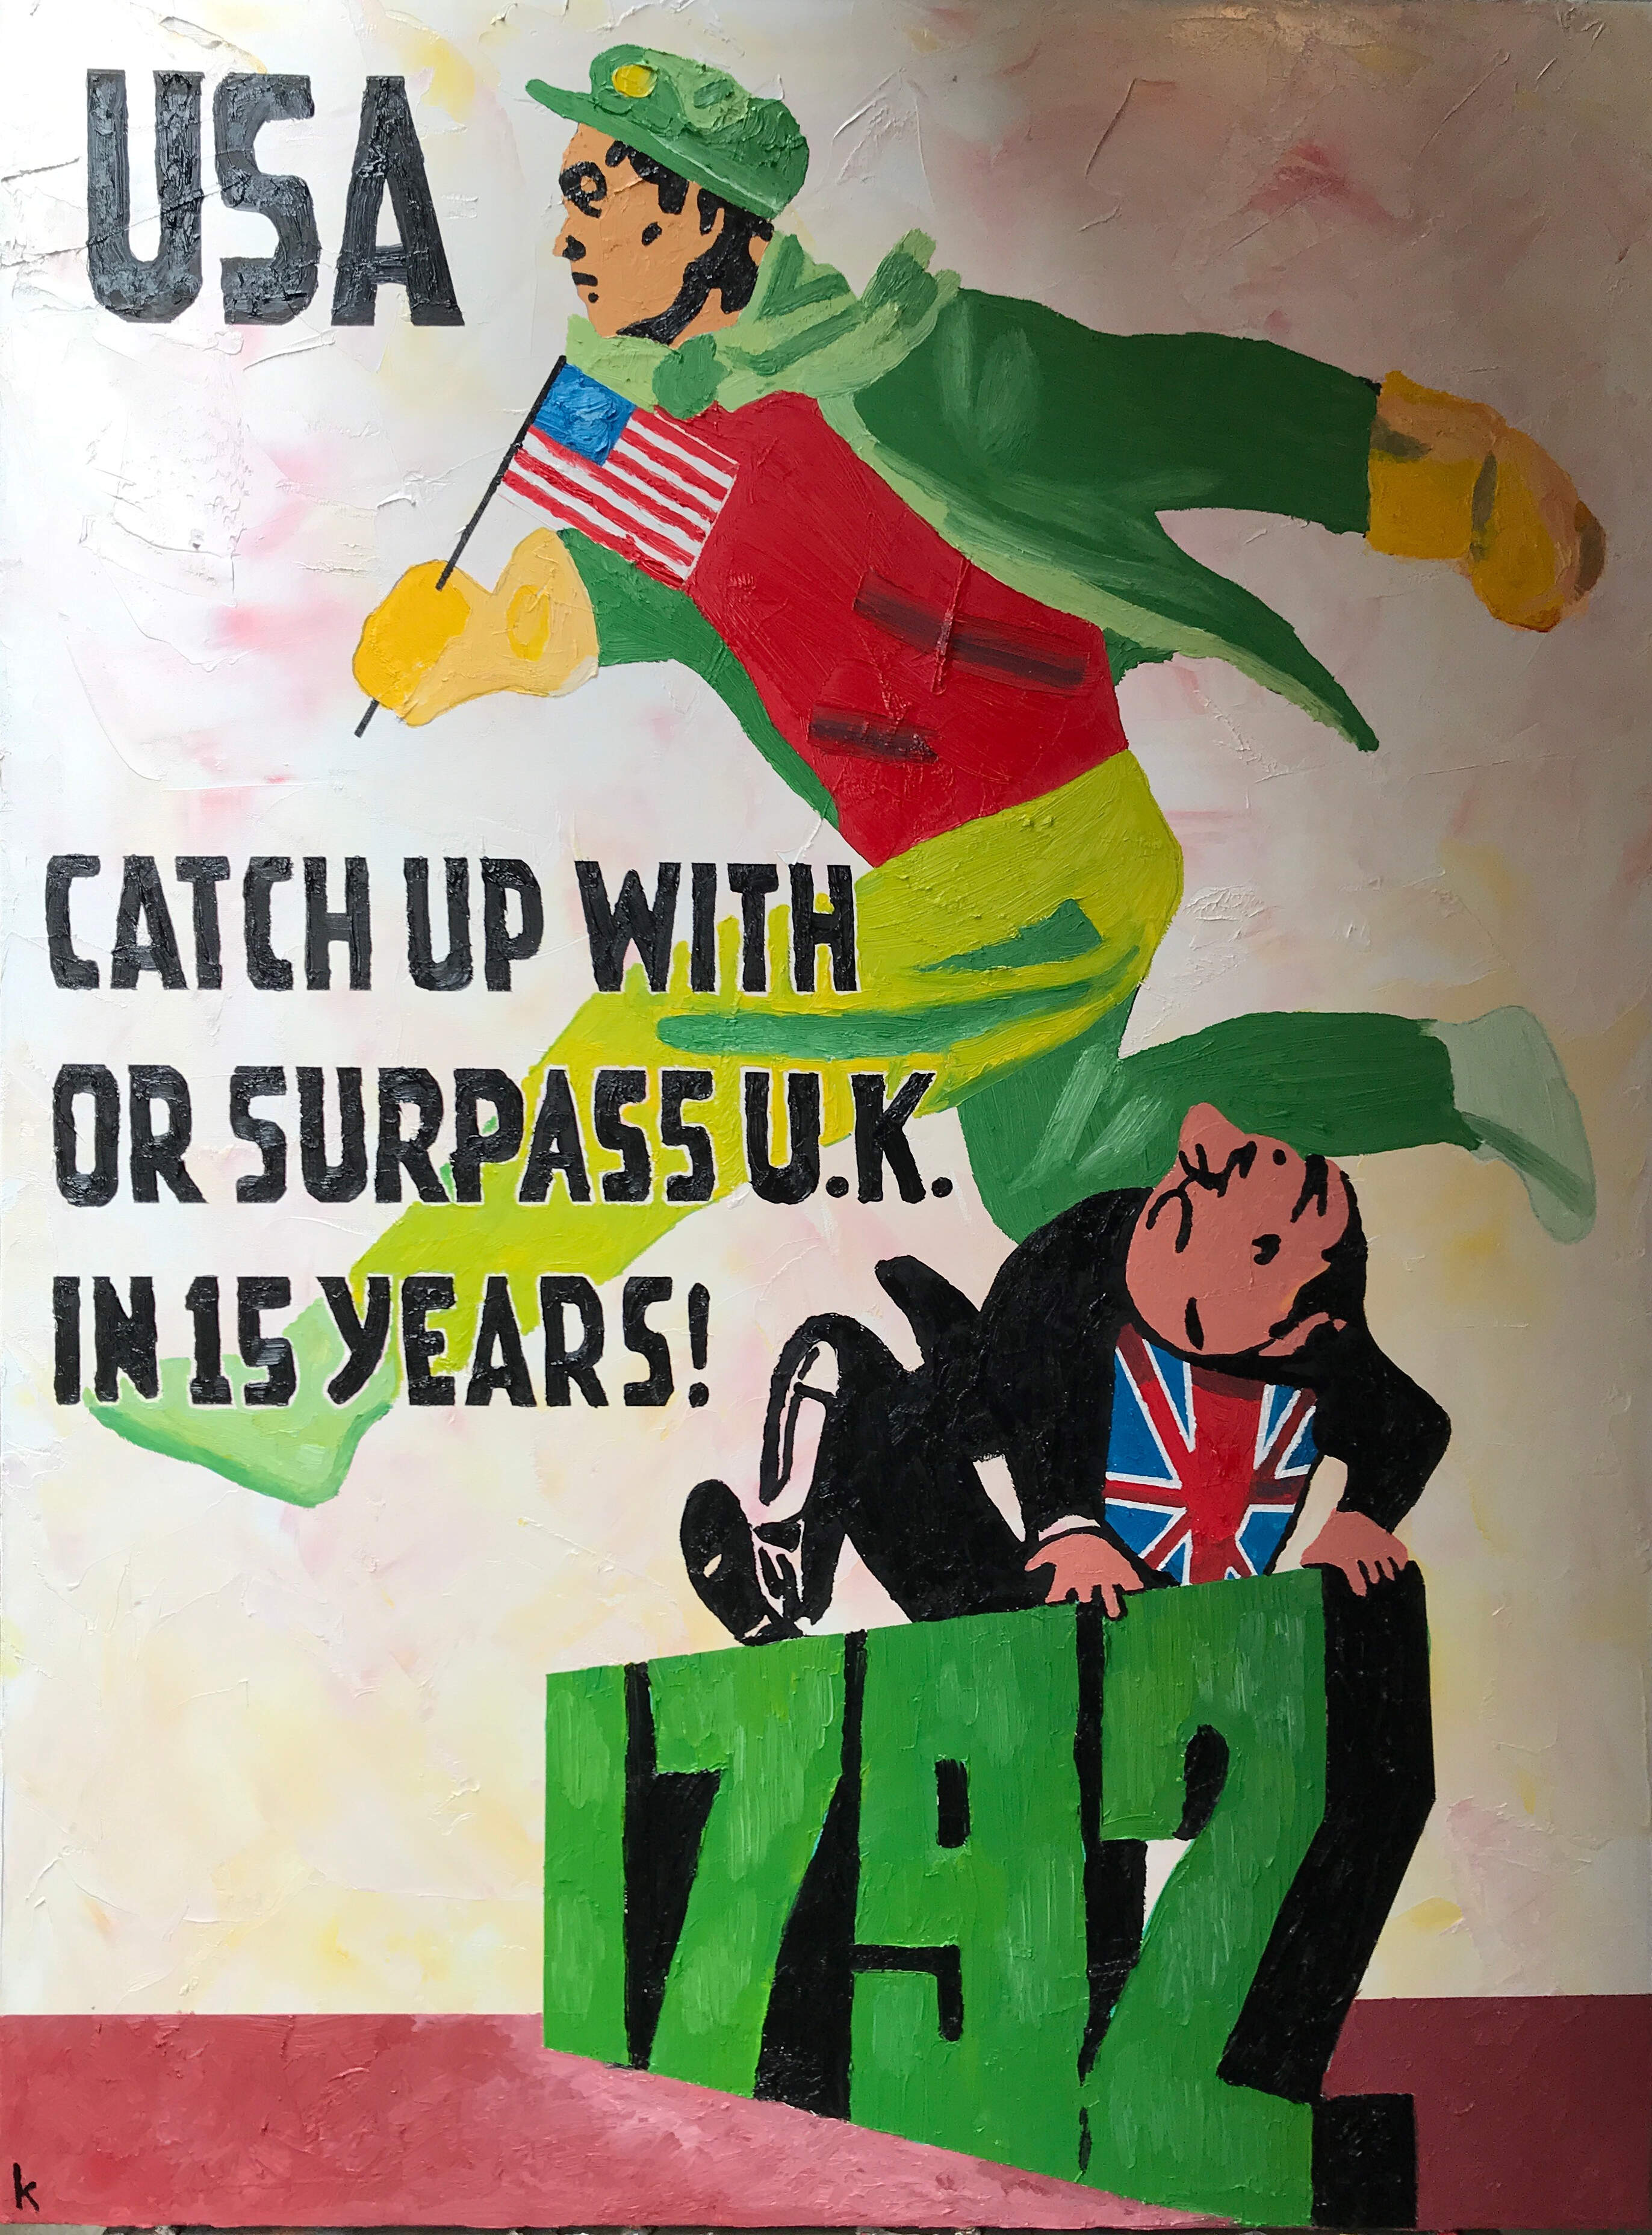 USA
CATCH UP WITH
OR SURPASS U.K.
IN 15 YEARS!
1792
k